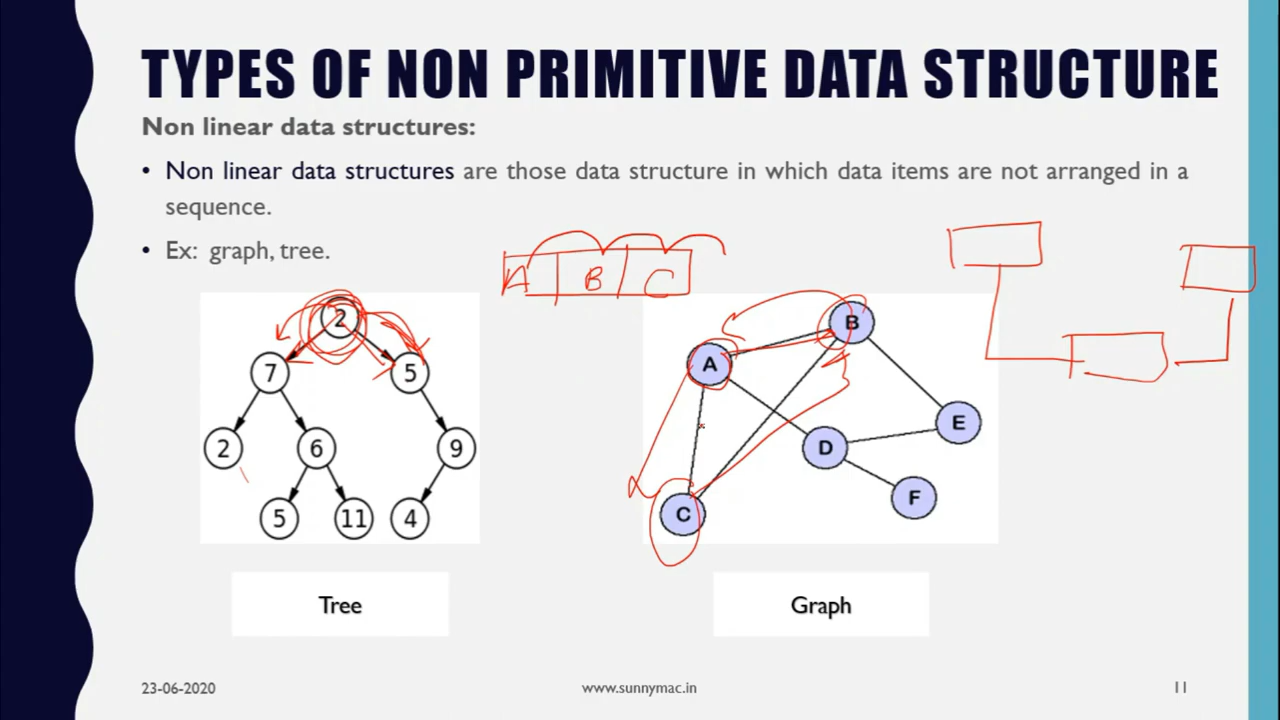 TYPES OF NON PRIMITIVE DATA STRUCTURE
Non linear data structures:
• Non linear data structures are those data structure in which data items are not arranged in a
sequence.
• Ex: graph, tree.
A B C
2
7 5
2 6 9
5 11 4
Tree
B
A
E
D
F
C
Graph
23-06-2020 www.sunnymac.in 11